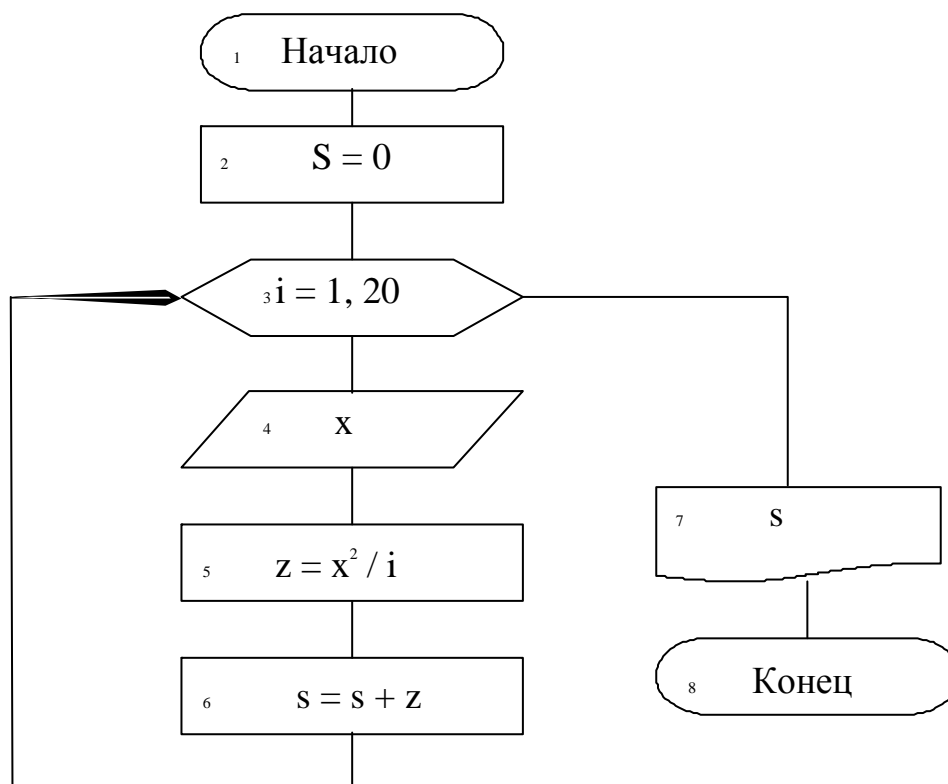 1 Начало
2 S = 0
3 i = 1, 20
4 x
5 z = x² / i
6 s = s + z
7 s
8 Конец